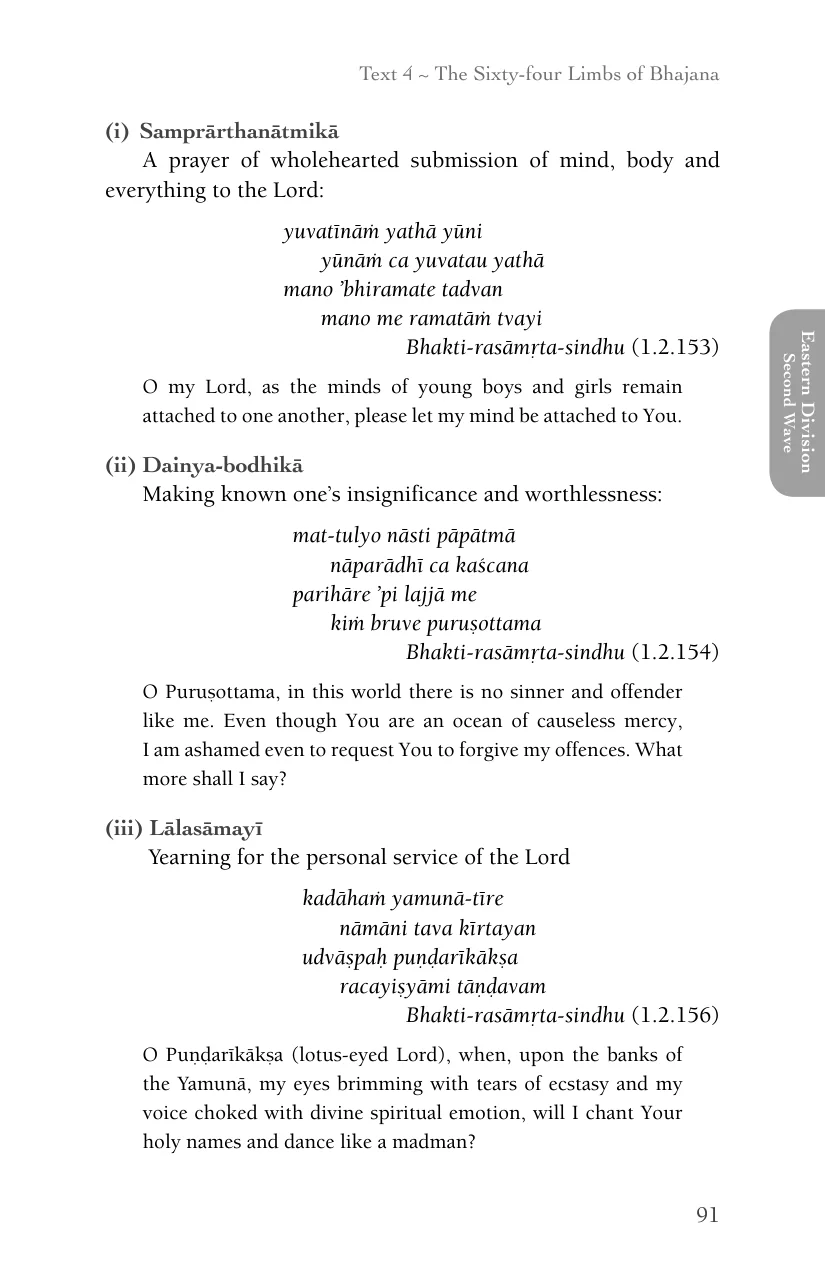 Text 4 ~ The Sixty-four Limbs of Bhajana
(i) Samprārthanātmikā
A prayer of wholehearted submission of mind, body and
everything to the Lord:
yuvatīnāṁ yathā yūni
yūnāṁ ca yuvatau yathā
mano ’bhiramate tadvan
mano me ramatāṁ tvayi
Bhakti-rasāmṛta-sindhu (1.2.153)
O my Lord, as the minds of young boys and girls remain
attached to one another, please let my mind be attached to You.
(ii) Dainya-bodhikā
Making known one’s insignificance and worthlessness:
mat-tulyo nāsti pāpātmā
nāparādhī ca kaścana
parihāre ’pi lajjā me
kiṁ bruve puruṣottama
Bhakti-rasāmṛta-sindhu (1.2.154)
O Puruṣottama, in this world there is no sinner and offender
like me. Even though You are an ocean of causeless mercy,
I am ashamed even to request You to forgive my offences. What
more shall I say?
(iii) Lālasāmayī
Yearning for the personal service of the Lord
kadāhaṁ yamunā-tīre
nāmāni tava kīrtayan
udvāṣpaḥ puṇḍarīkākṣa
racayiṣyāmi tāṇḍavam
Bhakti-rasāmṛta-sindhu (1.2.156)
O Puṇḍarīkākṣa (lotus-eyed Lord), when, upon the banks of
the Yamunā, my eyes brimming with tears of ecstasy and my
voice choked with divine spiritual emotion, will I chant Your
holy names and dance like a madman?
Eastern Division
Second Wave
91